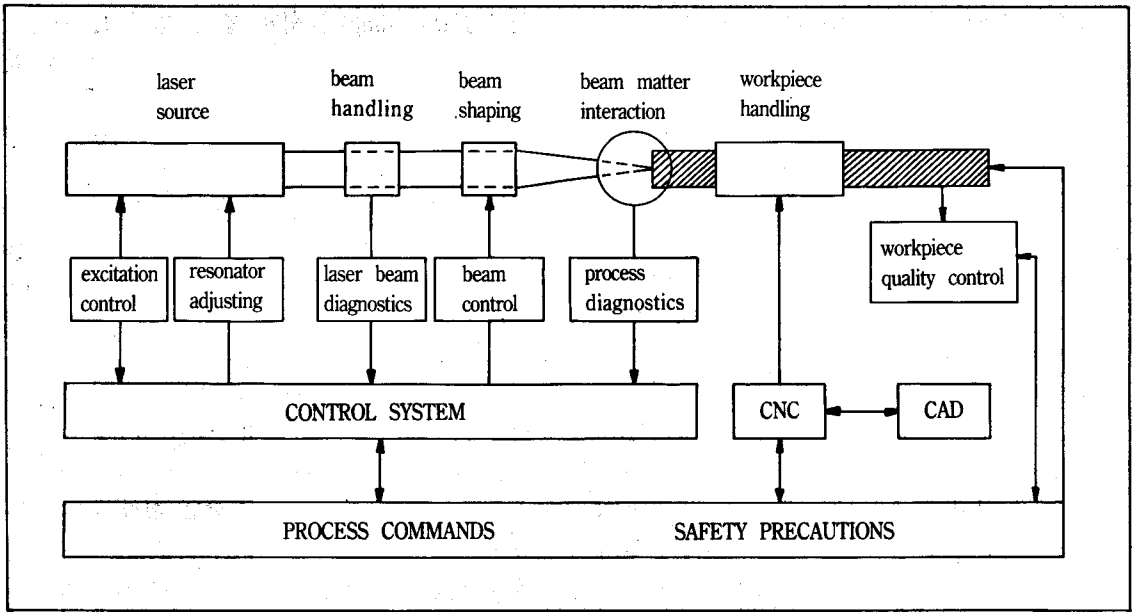 laser
source
beam
handling
beam
shaping
beam matter
interaction
workpiece
handling
excitation
control
resonator
adjusting
laser beam
diagnostics
beam
control
process
diagnostics
workpiece
quality control
CONTROL SYSTEM
CNC
CAD
PROCESS COMMANDS
SAFETY PRECAUTIONS